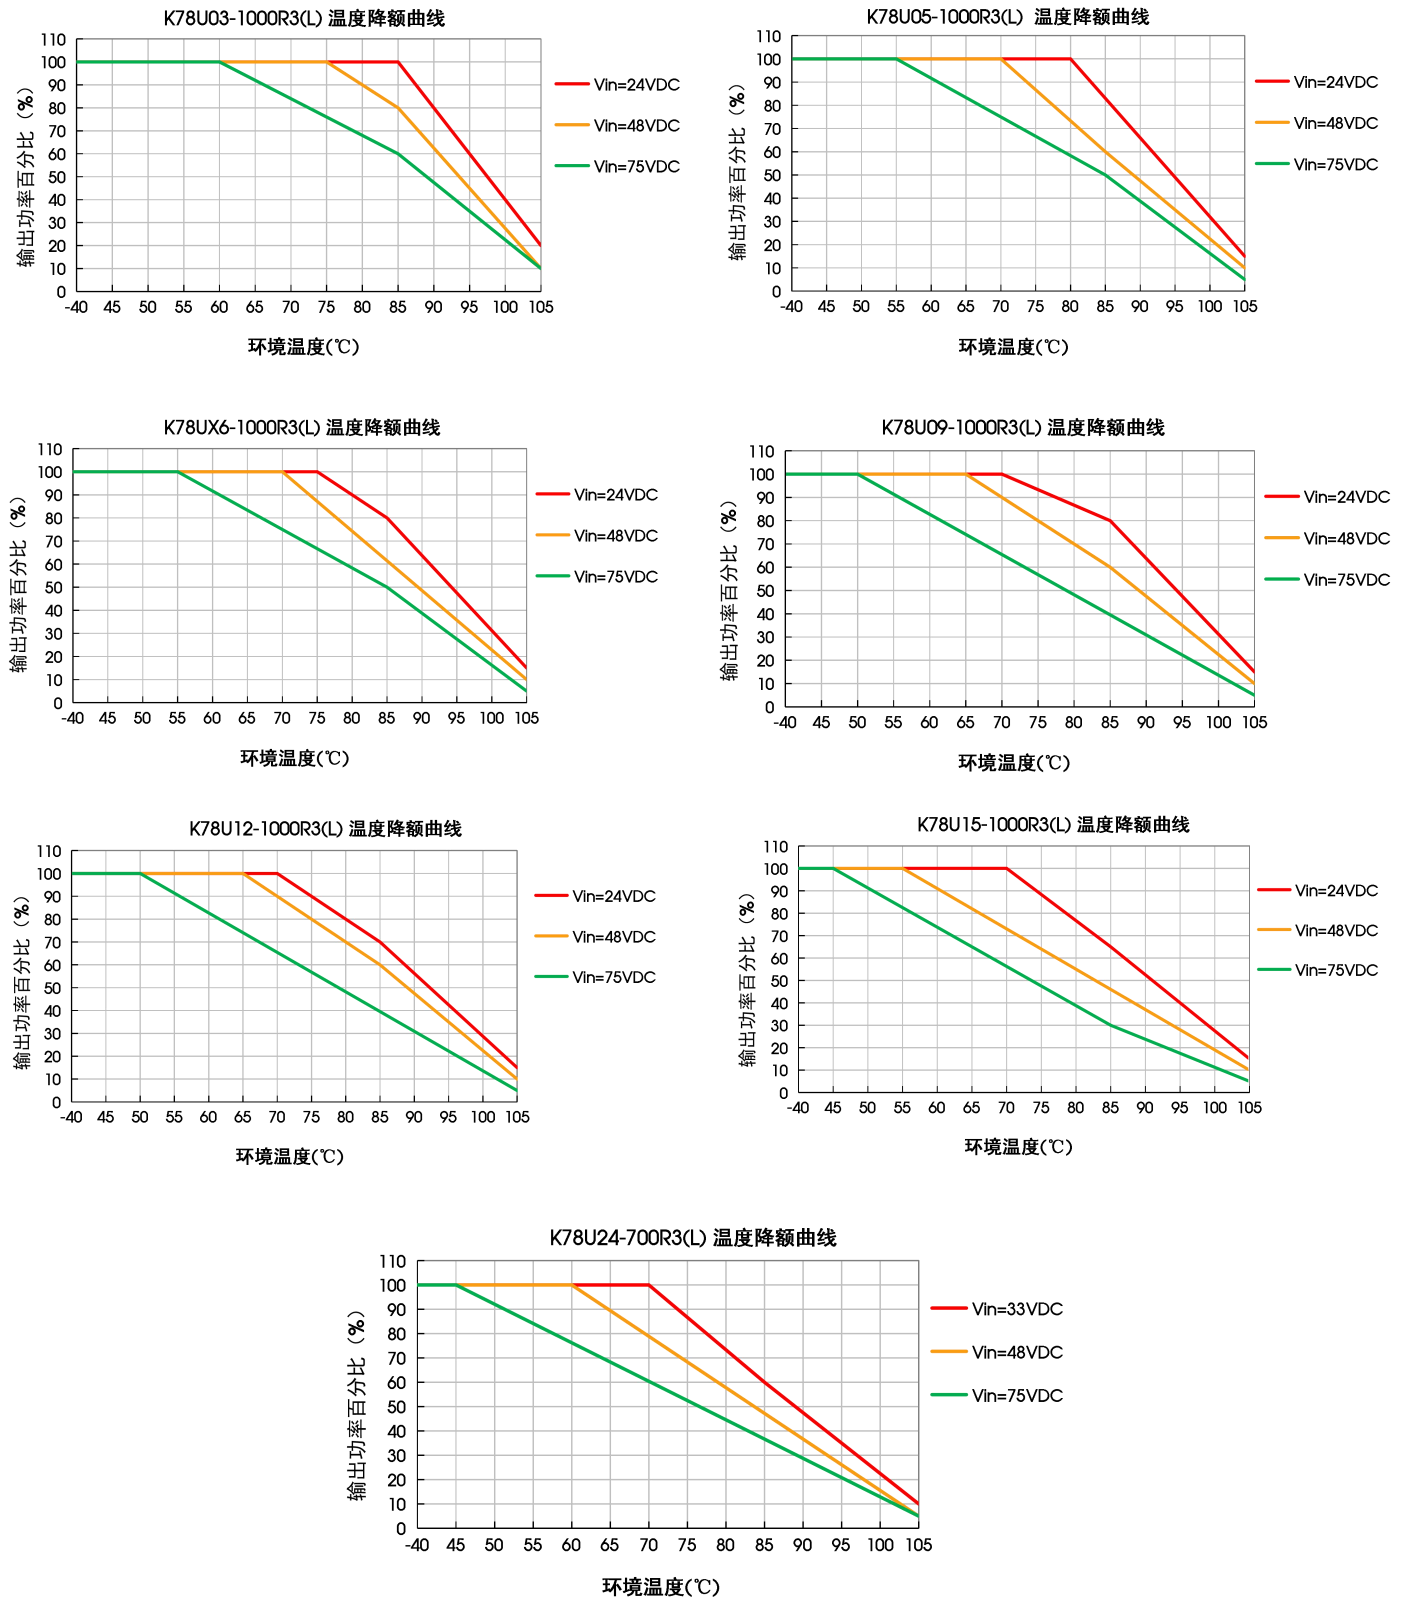 K78U03-1000R3(L) 温度降额曲线
110
100
90
80
70
60
50
40
30
20
10
0
-40 45 50 55 60 65 70 75 80 85 90 95 100 105
输出功率百分比（%）
环境温度(℃)
Vin=24VDC
Vin=48VDC
Vin=75VDC
K78U05-1000R3(L) 温度降额曲线
110
100
90
80
70
60
50
40
30
20
10
0
-40 45 50 55 60 65 70 75 80 85 90 95 100 105
输出功率百分比（%）
环境温度(℃)
Vin=24VDC
Vin=48VDC
Vin=75VDC
K78UX6-1000R3(L) 温度降额曲线
110
100
90
80
70
60
50
40
30
20
10
0
-40 45 50 55 60 65 70 75 80 85 90 95 100 105
输出功率百分比（%）
环境温度(℃)
Vin=24VDC
Vin=48VDC
Vin=75VDC
K78U09-1000R3(L) 温度降额曲线
110
100
90
80
70
60
50
40
30
20
10
0
-40 45 50 55 60 65 70 75 80 85 90 95 100 105
输出功率百分比（%）
环境温度(℃)
Vin=24VDC
Vin=48VDC
Vin=75VDC
K78U12-1000R3(L) 温度降额曲线
110
100
90
80
70
60
50
40
30
20
10
0
-40 45 50 55 60 65 70 75 80 85 90 95 100 105
输出功率百分比（%）
环境温度(℃)
Vin=24VDC
Vin=48VDC
Vin=75VDC
K78U15-1000R3(L) 温度降额曲线
110
100
90
80
70
60
50
40
30
20
10
0
-40 45 50 55 60 65 70 75 80 85 90 95 100 105
输出功率百分比（%）
环境温度(℃)
Vin=24VDC
Vin=48VDC
Vin=75VDC
K78U24-700R3(L) 温度降额曲线
110
100
90
80
70
60
50
40
30
20
10
0
-40 45 50 55 60 65 70 75 80 85 90 95 100 105
输出功率百分比（%）
环境温度(℃)
Vin=33VDC
Vin=48VDC
Vin=75VDC